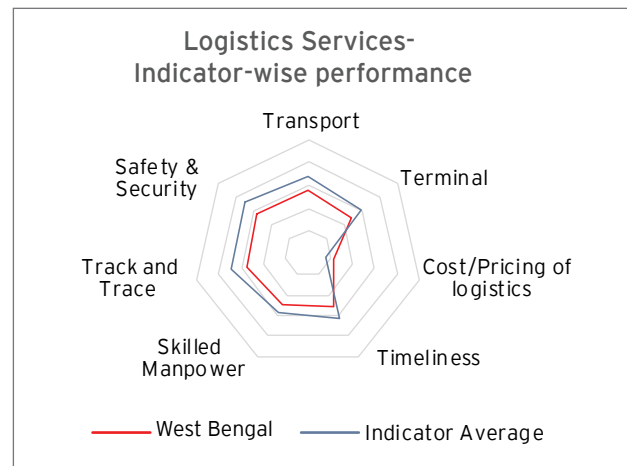 Logistics Services-
Indicator-wise performance
Transport
Safety &
Security
Terminal
Track and
Trace
Cost/Pricing of
logistics
Skilled
Manpower
Timeliness
West Bengal
Indicator Average